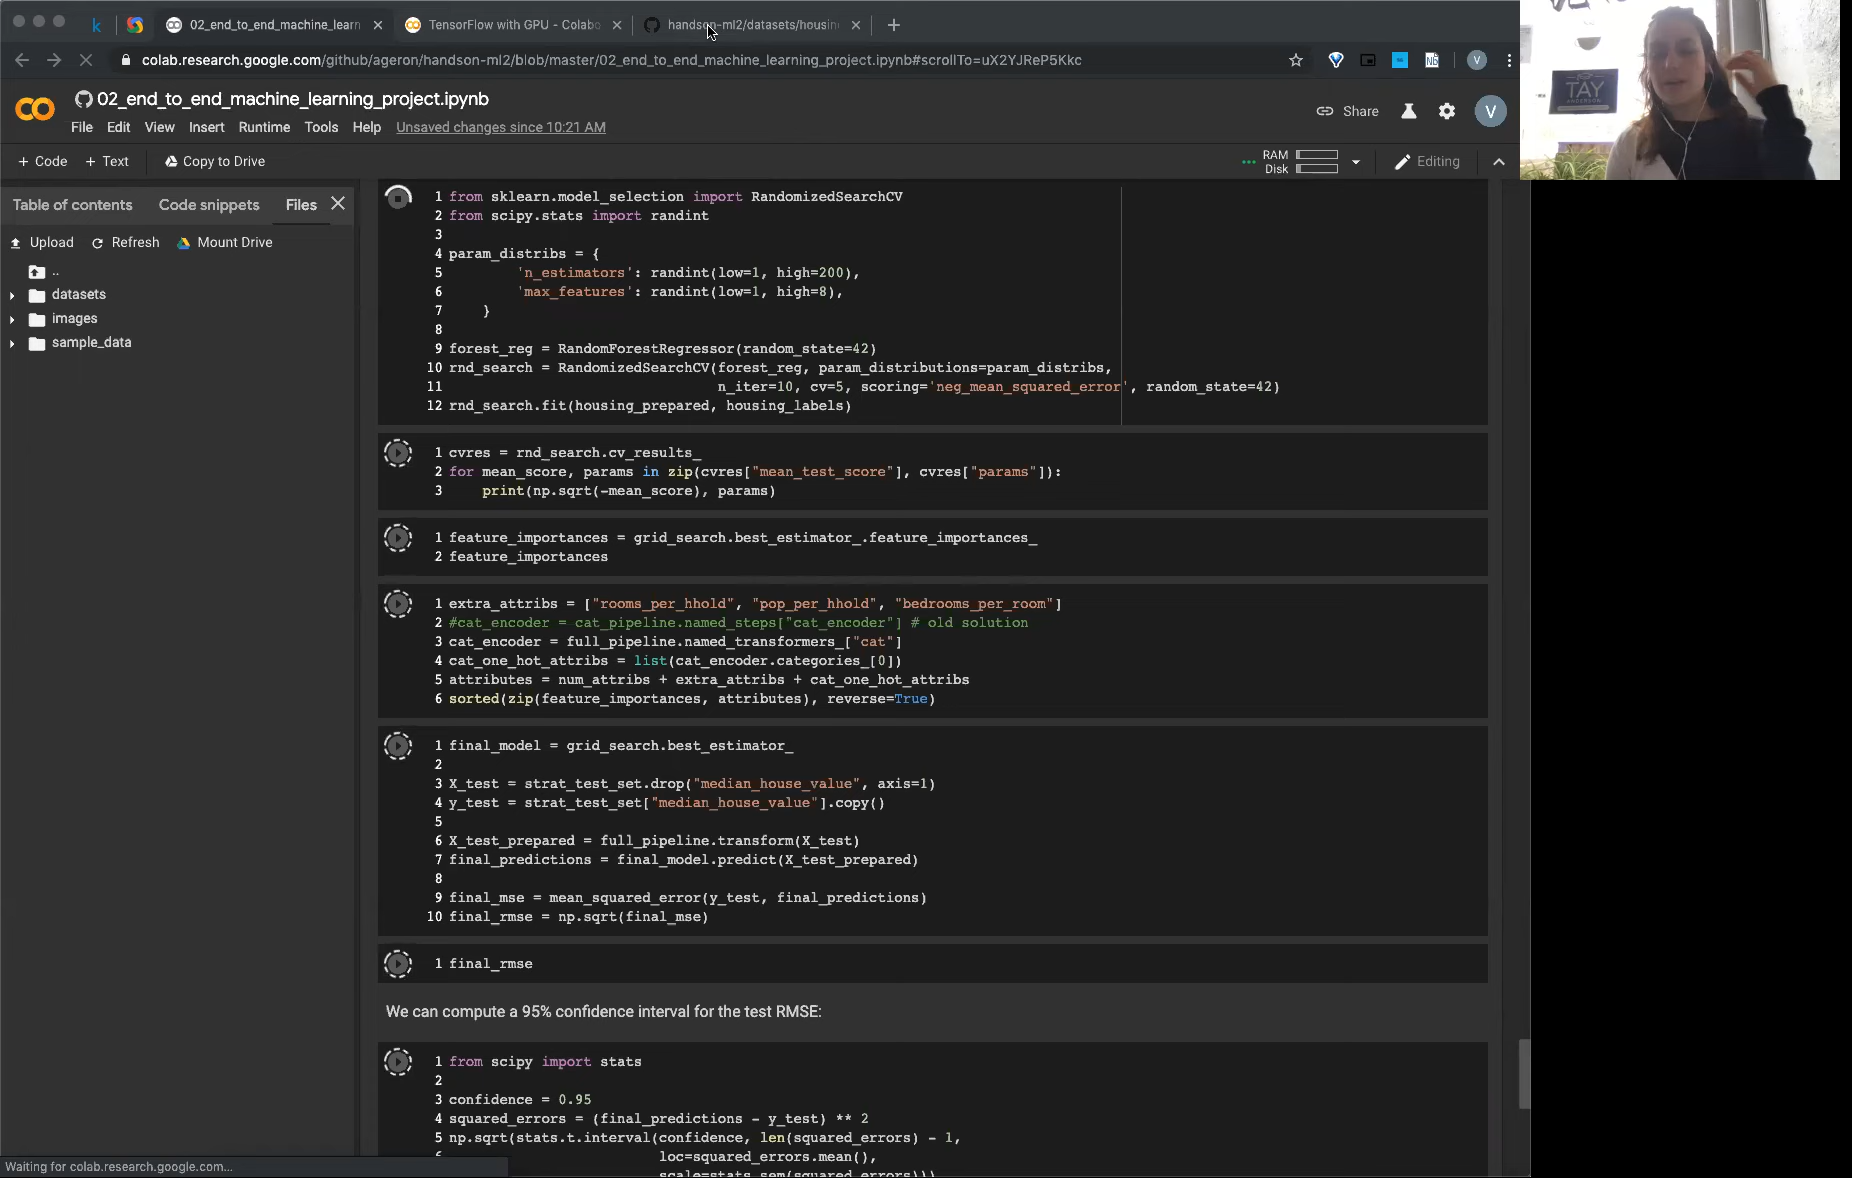 02_end_to_end_machine_learn
TensorFlow with GPU - Colabo
handson-ml2/datasets/housin
colab.research.google.com/github/ageron/handson-ml2/blob/master/02_end_to_end_machine_learning_project.ipynb#scrollTo=uX2YJReP5Kkc
V
02_end_to_end_machine_learning_project.ipynb
Share
V
File Edit View Insert Runtime Tools Help Unsaved changes since 10:21 AM
TAY
+ Code + Text Copy to Drive
RAM
Disk
Editing
Table of contents Code snippets Files
Upload Refresh Mount Drive
..
datasets
images
sample_data
1 from sklearn.model_selection import RandomizedSearchCV
2 from scipy.stats import randint
3
4 param_distribs = {
5 'n_estimators': randint(low=1, high=200),
6 'max_features': randint(low=1, high=8),
7 }
8
9 forest_reg = RandomForestRegressor(random_state=42)
10 rnd_search = RandomizedSearchCV(forest_reg, param_distributions=param_distribs,
11 n_iter=10, cv=5, scoring='neg_mean_squared_error', random_state=42)
12 rnd_search.fit(housing_prepared, housing_labels)
1 cvres = rnd_search.cv_results_
2 for mean_score, params in zip(cvres["mean_test_score"], cvres["params"]):
3 print(np.sqrt(-mean_score), params)
1 feature_importances = grid_search.best_estimator_.feature_importances_
2 feature_importances
1 extra_attribs = ["rooms_per_hhold", "pop_per_hhold", "bedrooms_per_room"]
2 #cat_encoder = cat_pipeline.named_steps["cat_encoder"] # old solution
3 cat_encoder = full_pipeline.named_transformers_["cat"]
4 cat_one_hot_attribs = list(cat_encoder.categories_[0])
5 attributes = num_attribs + extra_attribs + cat_one_hot_attribs
6 sorted(zip(feature_importances, attributes), reverse=True)
1 final_model = grid_search.best_estimator_
2
3 X_test = strat_test_set.drop("median_house_value", axis=1)
4 y_test = strat_test_set["median_house_value"].copy()
5
6 X_test_prepared = full_pipeline.transform(X_test)
7 final_predictions = final_model.predict(X_test_prepared)
8
9 final_mse = mean_squared_error(y_test, final_predictions)
10 final_rmse = np.sqrt(final_mse)
1 final_rmse
We can compute a 95% confidence interval for the test RMSE:
1 from scipy import stats
2
3 confidence = 0.95
4 squared_errors = (final_predictions - y_test) ** 2
5 np.sqrt(stats.t.interval(confidence, len(squared_errors) - 1,
6 loc=squared_errors.mean(),
scale=stats.sem(squared_errors)))
Waiting for colab.research.google.com...